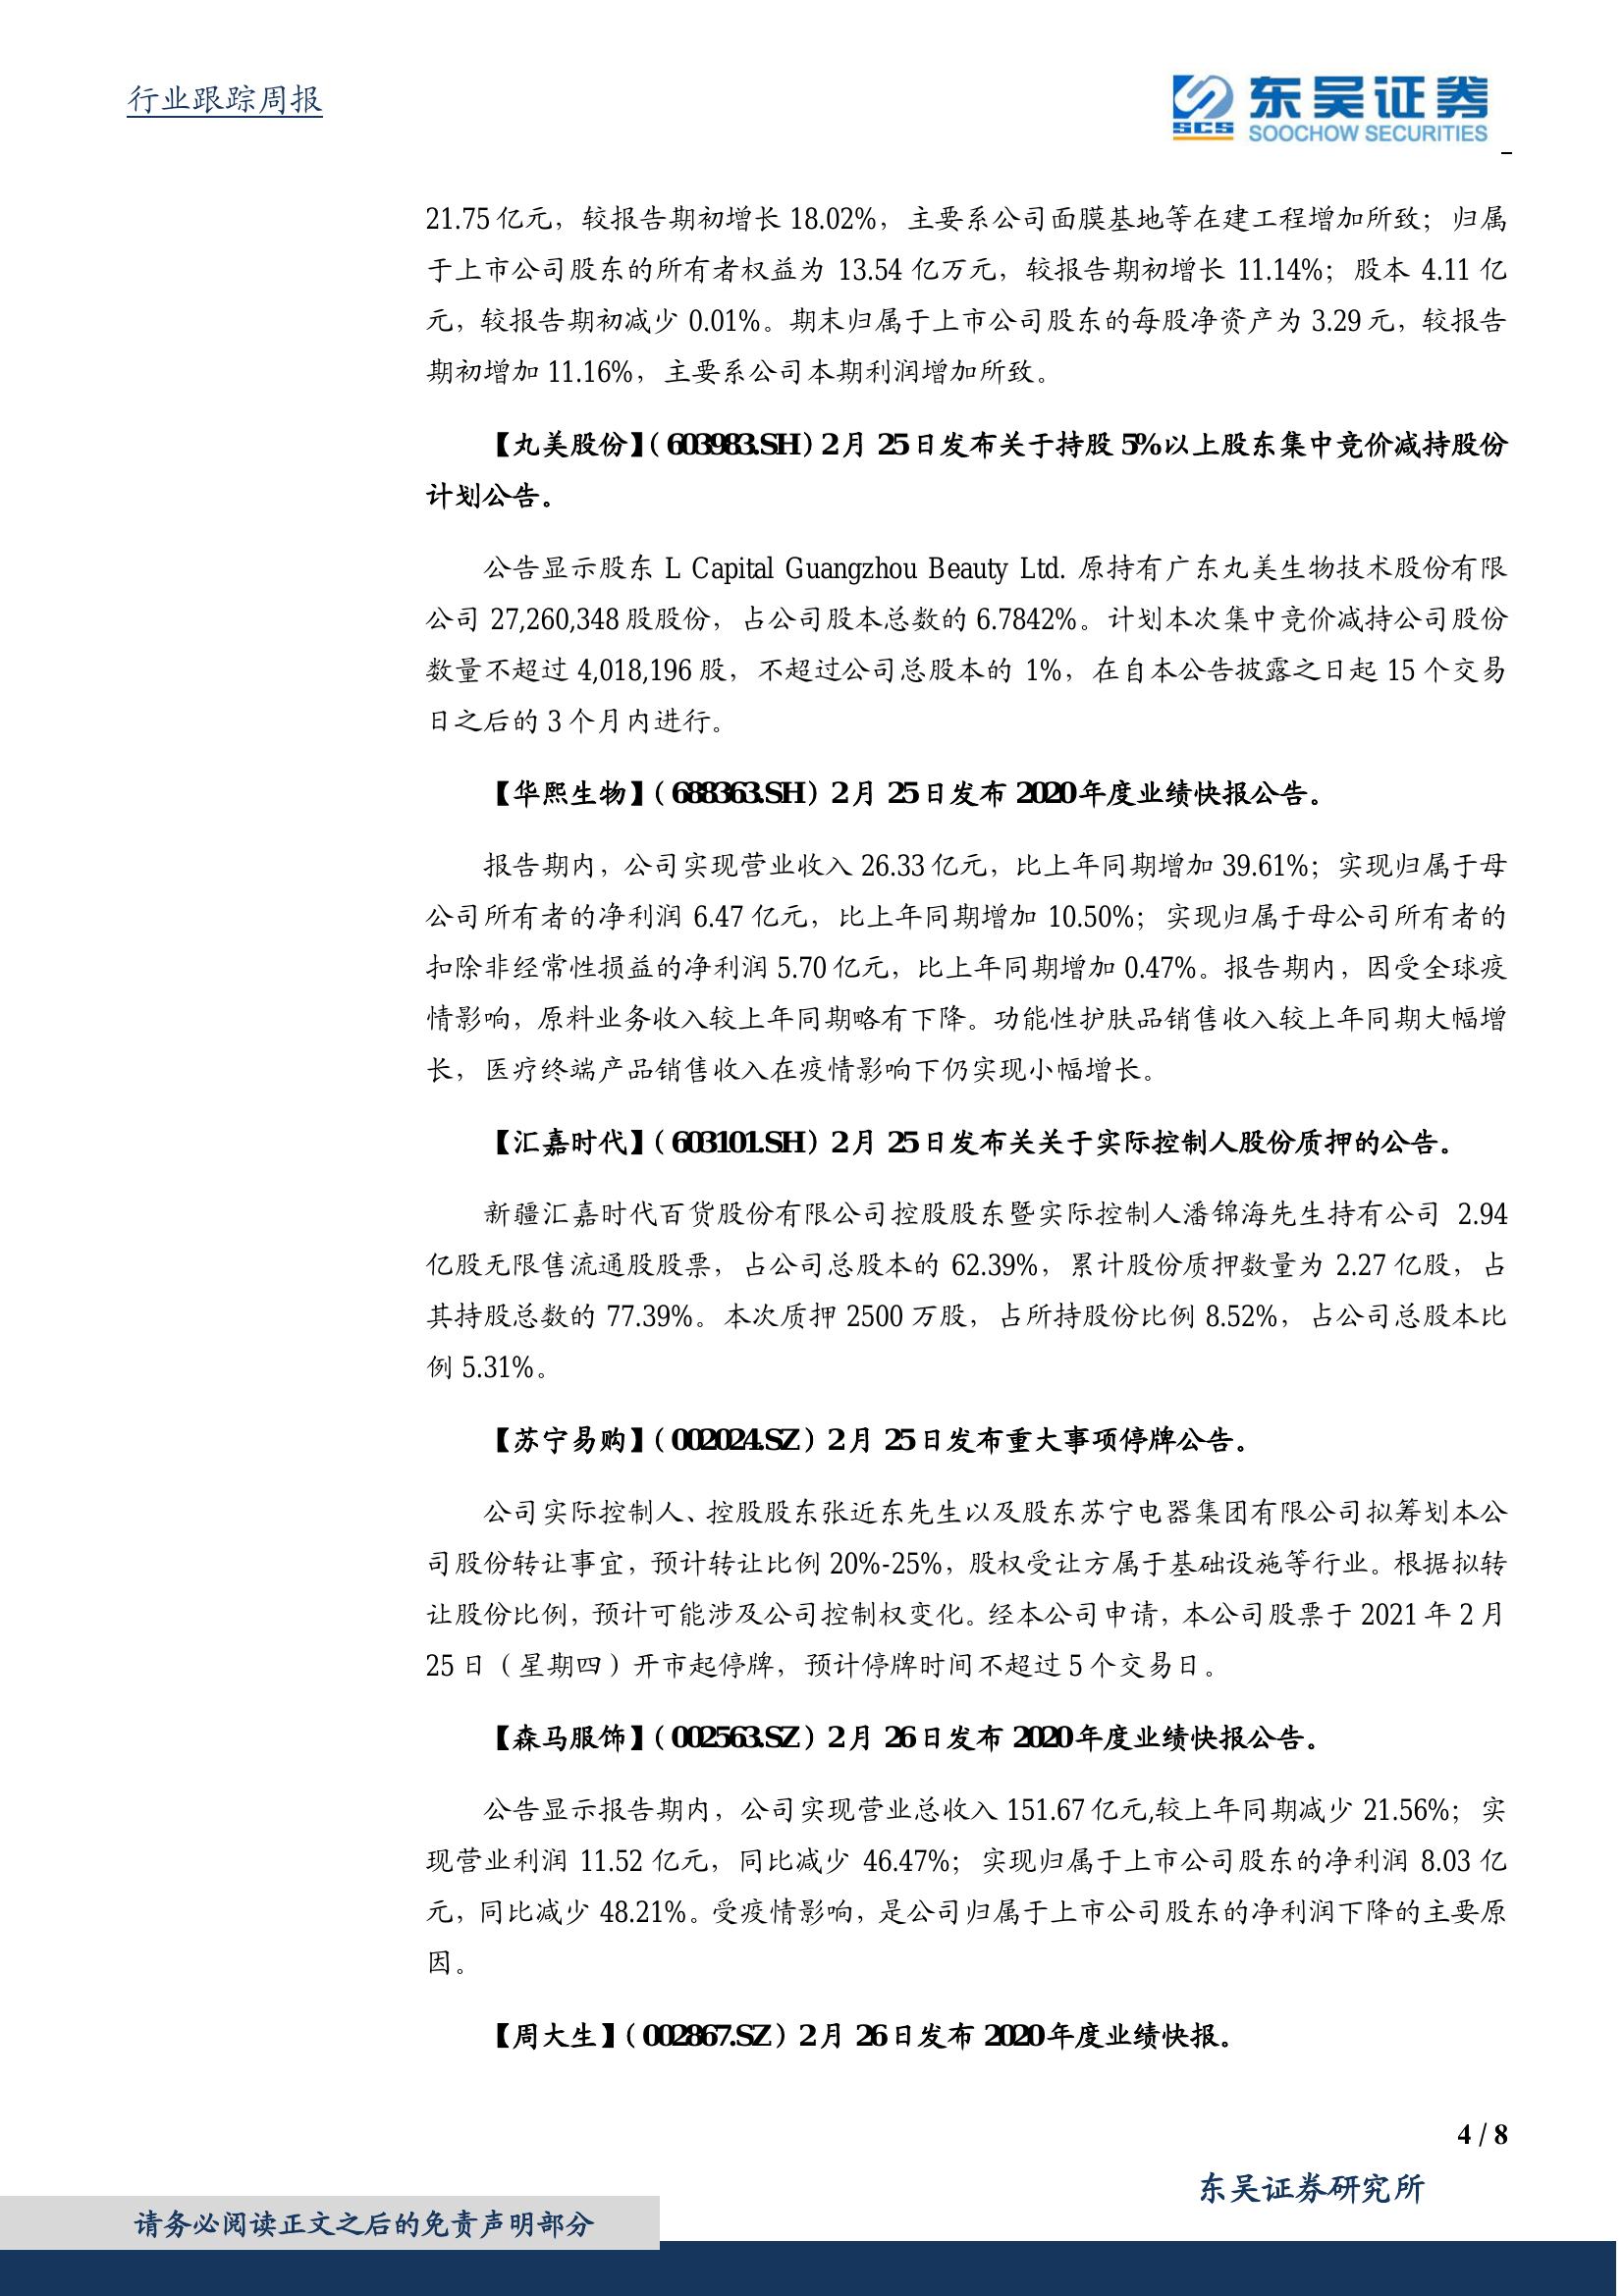 行业跟踪周报
SCS 东吴证券
SOOCHOW SECURITIES
21.75 亿元，较报告期初增长 18.02%，主要系公司面膜基地等在建工程增加所致；归属
于上市公司股东的所有者权益为 13.54 亿万元，较报告期初增长 11.14%；股本 4.11 亿
元，较报告期初减少 0.01%。期末归属于上市公司股东的每股净资产为 3.29 元，较报告
期初增加 11.16%，主要系公司本期利润增加所致。
【丸美股份】（603983.SH）2 月 25 日发布关于持股 5%以上股东集中竞价减持股份
计划公告。
公告显示股东 L Capital Guangzhou Beauty Ltd. 原持有广东丸美生物技术股份有限
公司 27,260,348 股股份，占公司股本总数的 6.7842%。计划本次集中竞价减持公司股份
数量不超过 4,018,196 股，不超过公司总股本的 1%，在自本公告披露之日起 15 个交易
日之后的 3 个月内进行。
【华熙生物】（688363.SH）2 月 25 日发布 2020 年度业绩快报公告。
报告期内，公司实现营业收入 26.33 亿元，比上年同期增加 39.61%；实现归属于母
公司所有者的净利润 6.47 亿元，比上年同期增加 10.50%；实现归属于母公司所有者的
扣除非经常性损益的净利润 5.70 亿元，比上年同期增加 0.47%。报告期内，因受全球疫
情影响，原料业务收入较上年同期略有下降。功能性护肤品销售收入较上年同期大幅增
长，医疗终端产品销售收入在疫情影响下仍实现小幅增长。
【汇嘉时代】（603101.SH）2 月 25 日发布关关于实际控制人股份质押的公告。
新疆汇嘉时代百货股份有限公司控股股东暨实际控制人潘锦海先生持有公司 2.94
亿股无限售流通股股票，占公司总股本的 62.39%，累计股份质押数量为 2.27 亿股，占
其持股总数的 77.39%。本次质押 2500 万股，占所持股份比例 8.52%，占公司总股本比
例 5.31%。
【苏宁易购】（002024.SZ）2 月 25 日发布重大事项停牌公告。
公司实际控制人、控股股东张近东先生以及股东苏宁电器集团有限公司拟筹划本公
司股份转让事宜，预计转让比例 20%-25%，股权受让方属于基础设施等行业。根据拟转
让股份比例，预计可能涉及公司控制权变化。经本公司申请，本公司股票于 2021 年 2 月
25 日（星期四）开市起停牌，预计停牌时间不超过 5 个交易日。
【森马服饰】（002563.SZ）2 月 26 日发布 2020 年度业绩快报公告。
公告显示报告期内，公司实现营业总收入 151.67 亿元,较上年同期减少 21.56%；实
现营业利润 11.52 亿元，同比减少 46.47%；实现归属于上市公司股东的净利润 8.03 亿
元，同比减少 48.21%。受疫情影响，是公司归属于上市公司股东的净利润下降的主要原
因。
【周大生】（002867.SZ）2 月 26 日发布 2020 年度业绩快报。
4 / 8
东吴证券研究所
请务必阅读正文之后的免责声明部分